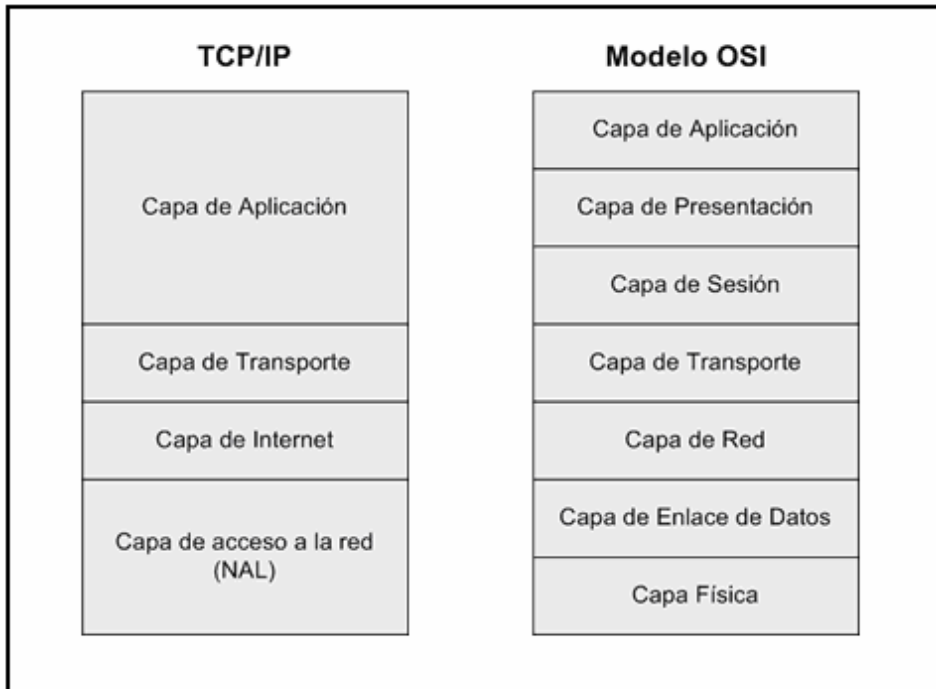 TCP/IP
Capa de Aplicación
Capa de Transporte
Capa de Internet
Capa de acceso a la red
(NAL)
Modelo OSI
Capa de Aplicación
Capa de Presentación
Capa de Sesión
Capa de Transporte
Capa de Red
Capa de Enlace de Datos
Capa Física